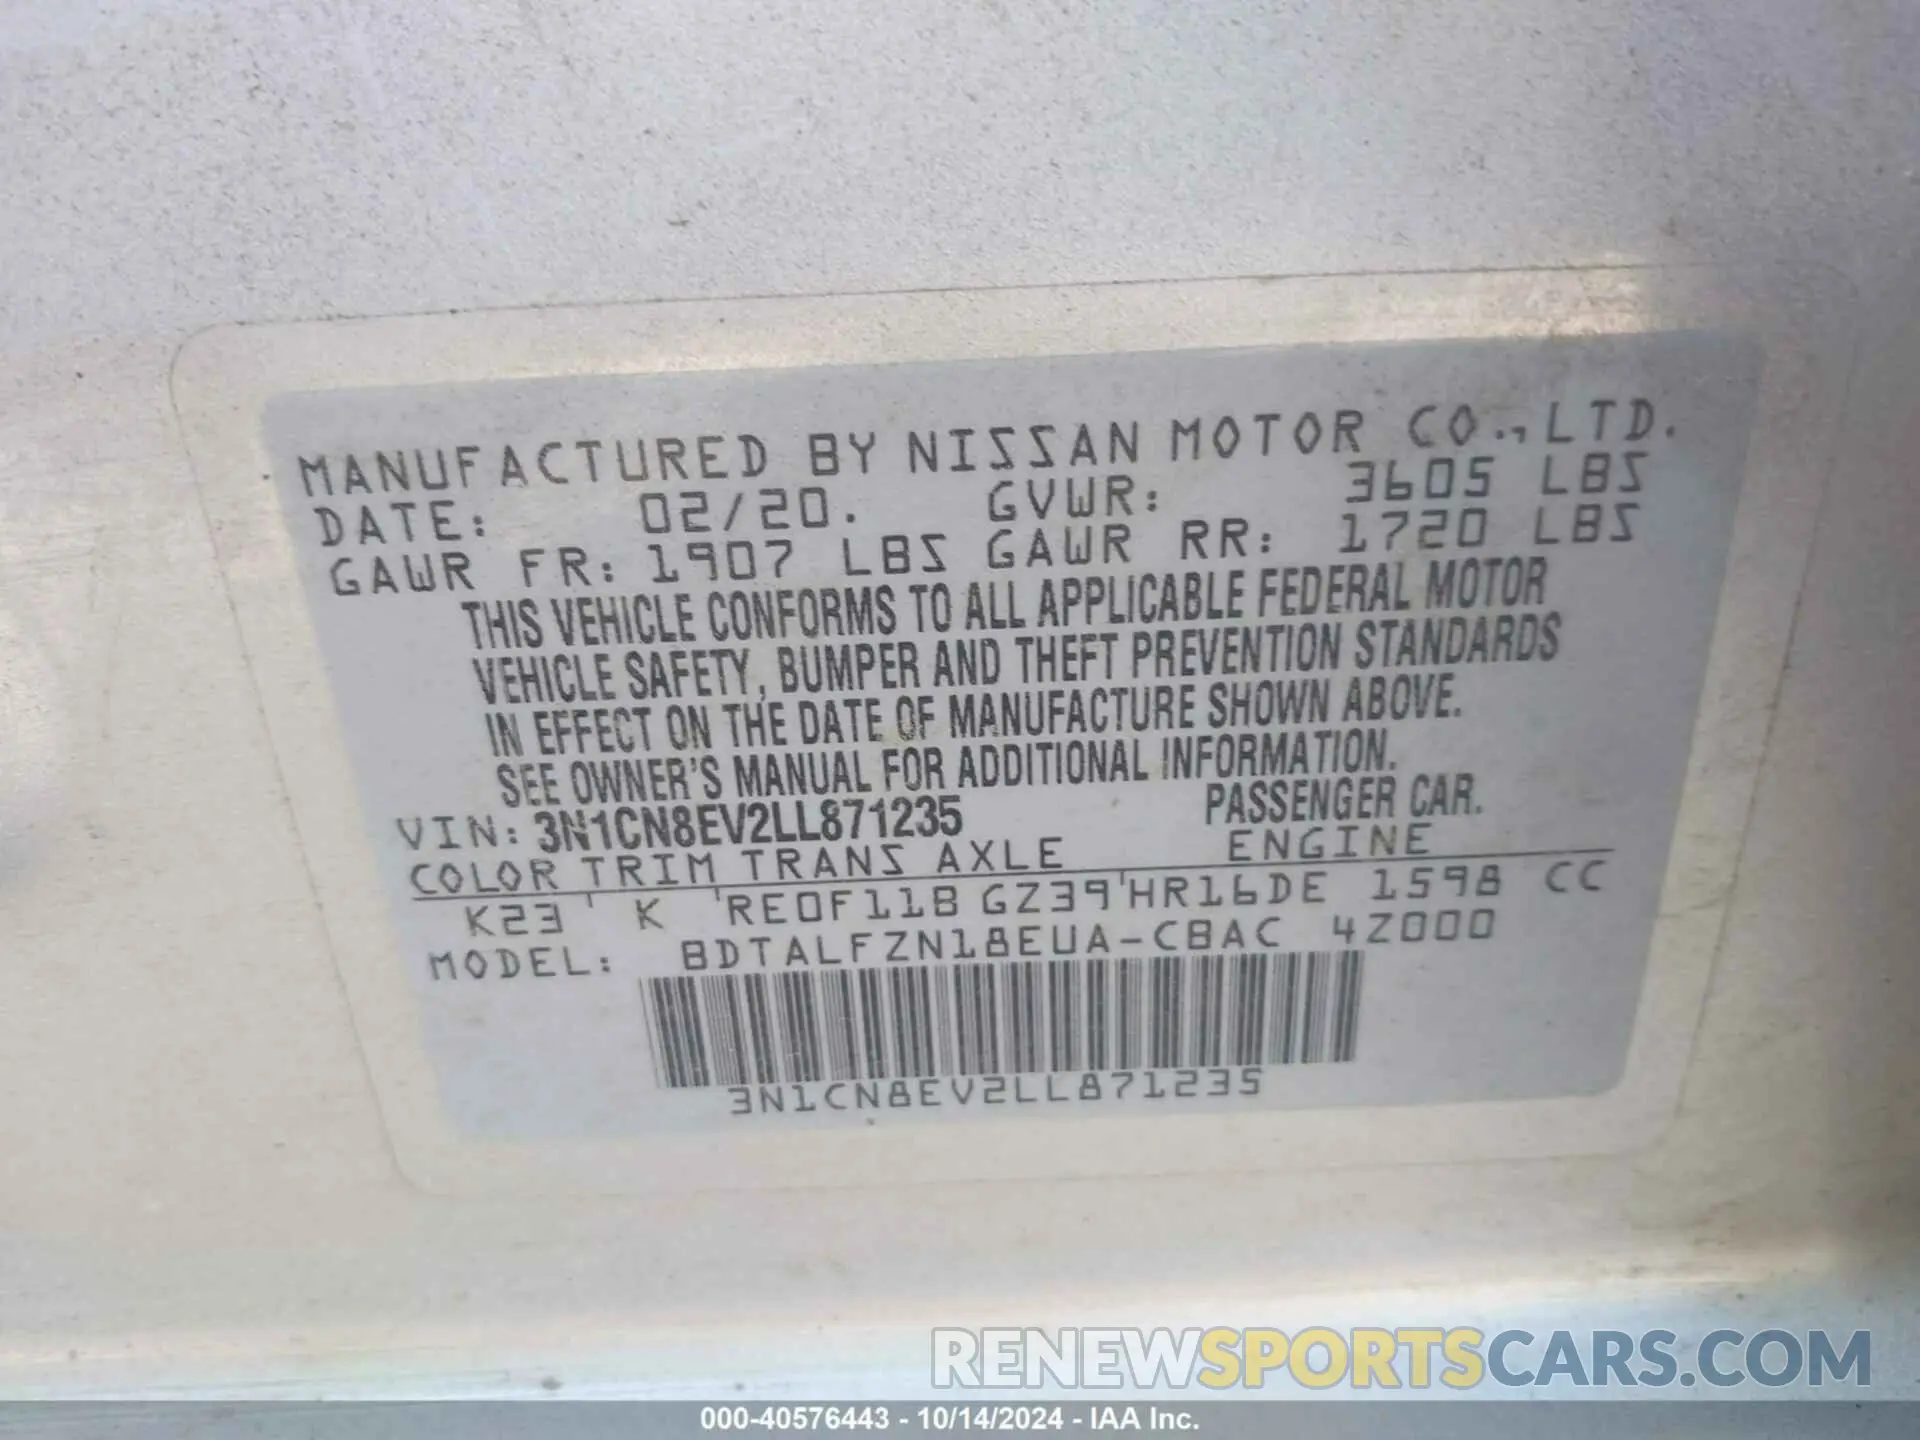 MANUFACTURED BY NISSAN MOTOR CO., LTD.
DATE: 02/20. GVWR: 3605 LBS
GAWR FR: 1907 LBS GAWR RR: 1720 LBS
THIS VEHICLE CONFORMS TO ALL APPLICABLE FEDERAL MOTOR
VEHICLE SAFETY, BUMPER AND THEFT PREVENTION STANDARDS
IN EFFECT ON THE DATE OF MANUFACTURE SHOWN ABOVE.
SEE OWNER'S MANUAL FOR ADDITIONAL INFORMATION.
VIN: 3N1CN8EV2LL871235 PASSENGER CAR.
COLOR TRIM TRANS AXLE ENGINE
K23 K RE0F11B GZ39 HR16DE 1598 CC
MODEL: BDTALFZN18EUA-CBAC 4Z000
3N1CN8EV2LL871235
RENEWSPORTSCARS.COM
000-40576443 - 10/14/2024 - IAA Inc.